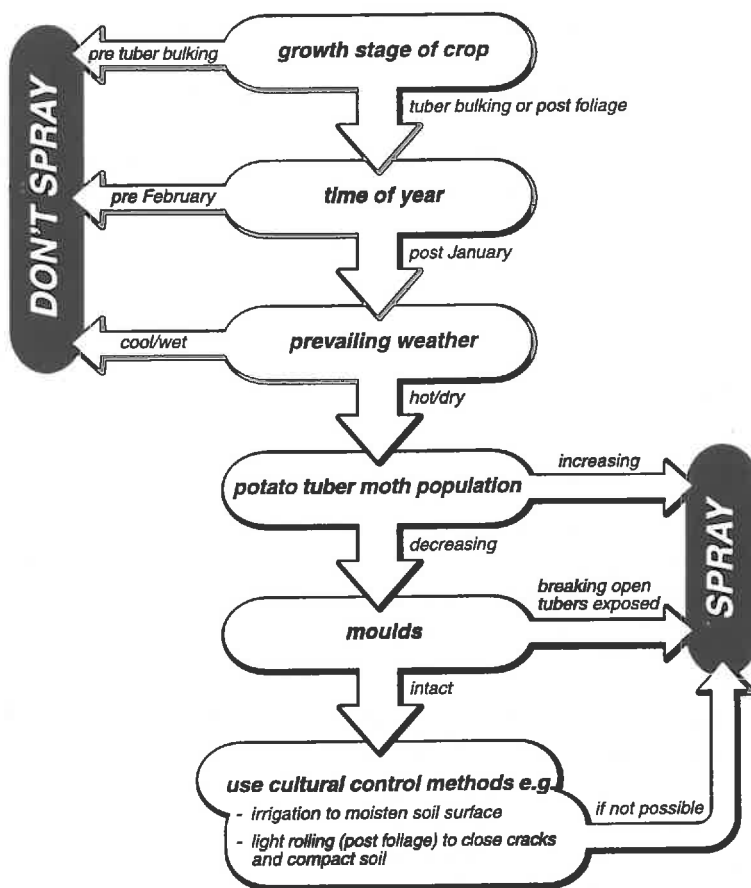 growth stage of crop
pre tuber bulking
tuber bulking or post foliage
DON'T SPRAY
time of year
pre February
post January
prevailing weather
cool/wet
hot/dry
potato tuber moth population
increasing
decreasing
SPRAY
moulds
breaking open
tubers exposed
intact
use cultural control methods e.g.
- irrigation to moisten soil surface
- light rolling (post foliage) to close cracks
and compact soil
if not possible